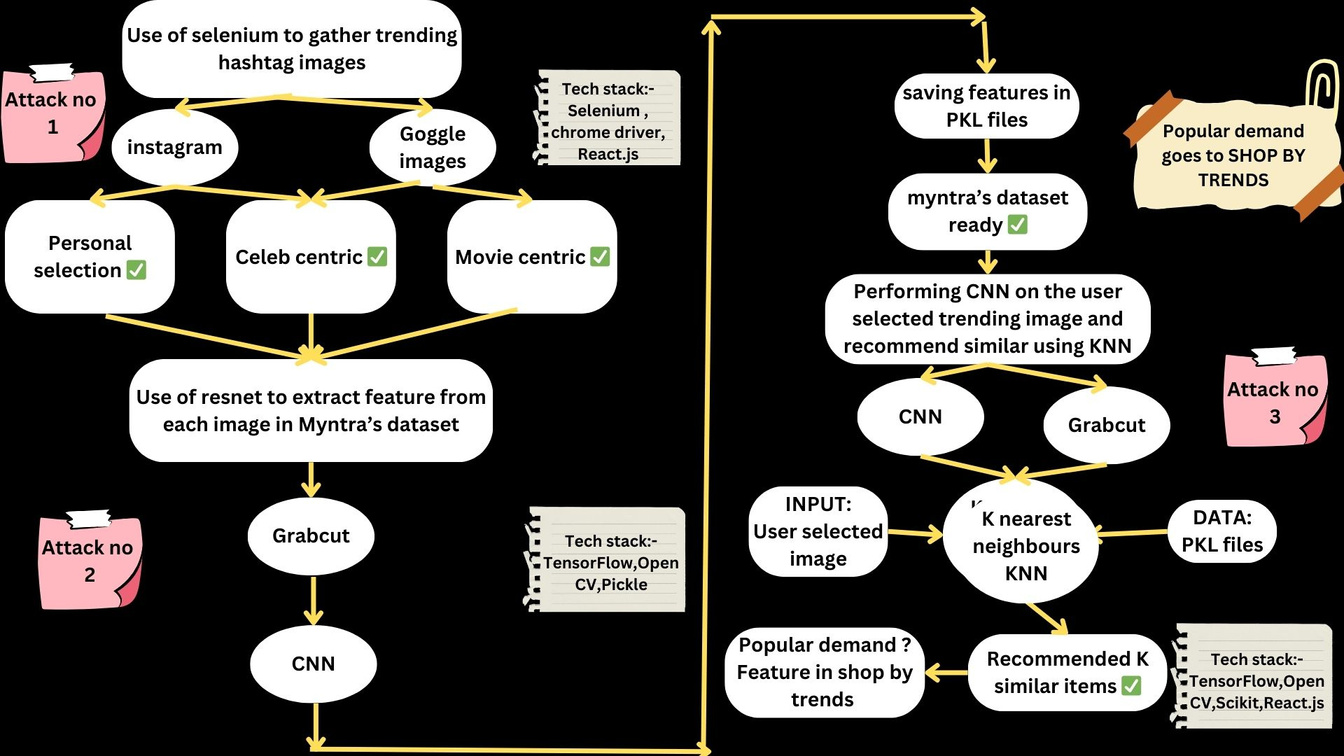 Use of selenium to gather trending
hashtag images
Attack no
1
Tech stack:-
Selenium ,
chrome driver,
React.js
instagram
Goggle
images
Personal
selection ✅
Celeb centric ✅
Movie centric ✅
Use of resnet to extract feature from
each image in Myntra's dataset
Attack no
2
Grabcut
Tech stack:-
TensorFlow,Open
CV,Pickle
CNN
saving features in
PKL files
Popular demand
goes to SHOP BY
TRENDS
myntra's dataset
ready ✅
Performing CNN on the user
selected trending image and
recommend similar using KNN
Attack no
3
CNN
Grabcut
INPUT:
User selected
image
K nearest
neighbours
KNN
DATA:
PKL files
Popular demand ?
Feature in shop by
trends
Recommended K
similar items ✅
Tech stack:-
TensorFlow,Open
CV,Scikit,React.js